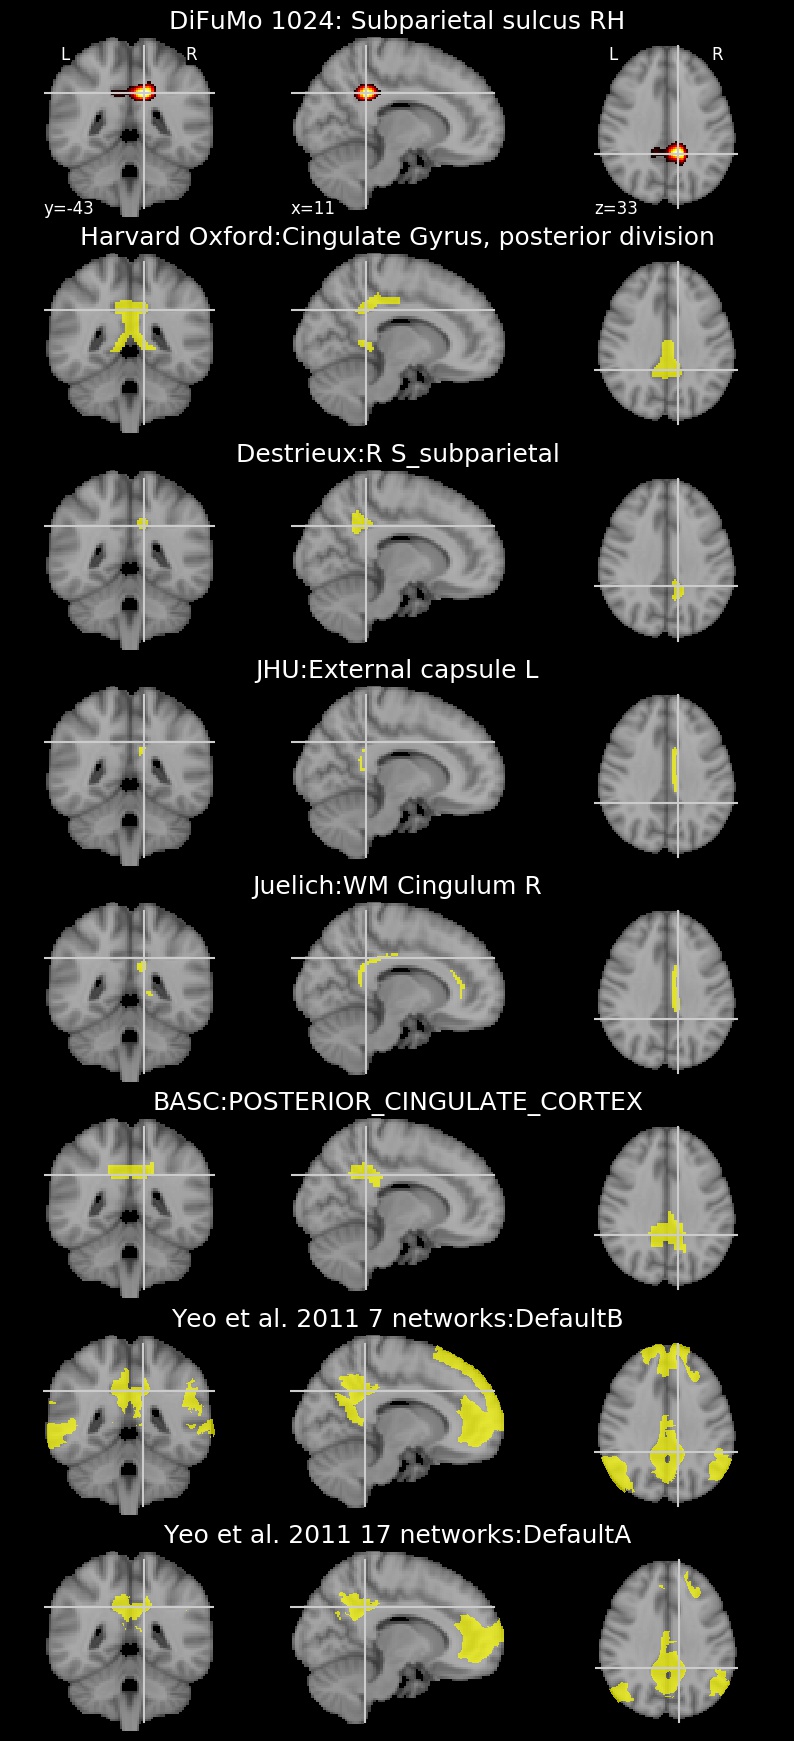 DiFuMo 1024: Subparietal sulcus RH
L R L R
y=-43 x=11 z=33
Harvard Oxford:Cingulate Gyrus, posterior division
Destrieux:R S_subparietal
JHU:External capsule L
Juelich:WM Cingulum R
BASC:POSTERIOR_CINGULATE_CORTEX
Yeo et al. 2011 7 networks:DefaultB
Yeo et al. 2011 17 networks:DefaultA